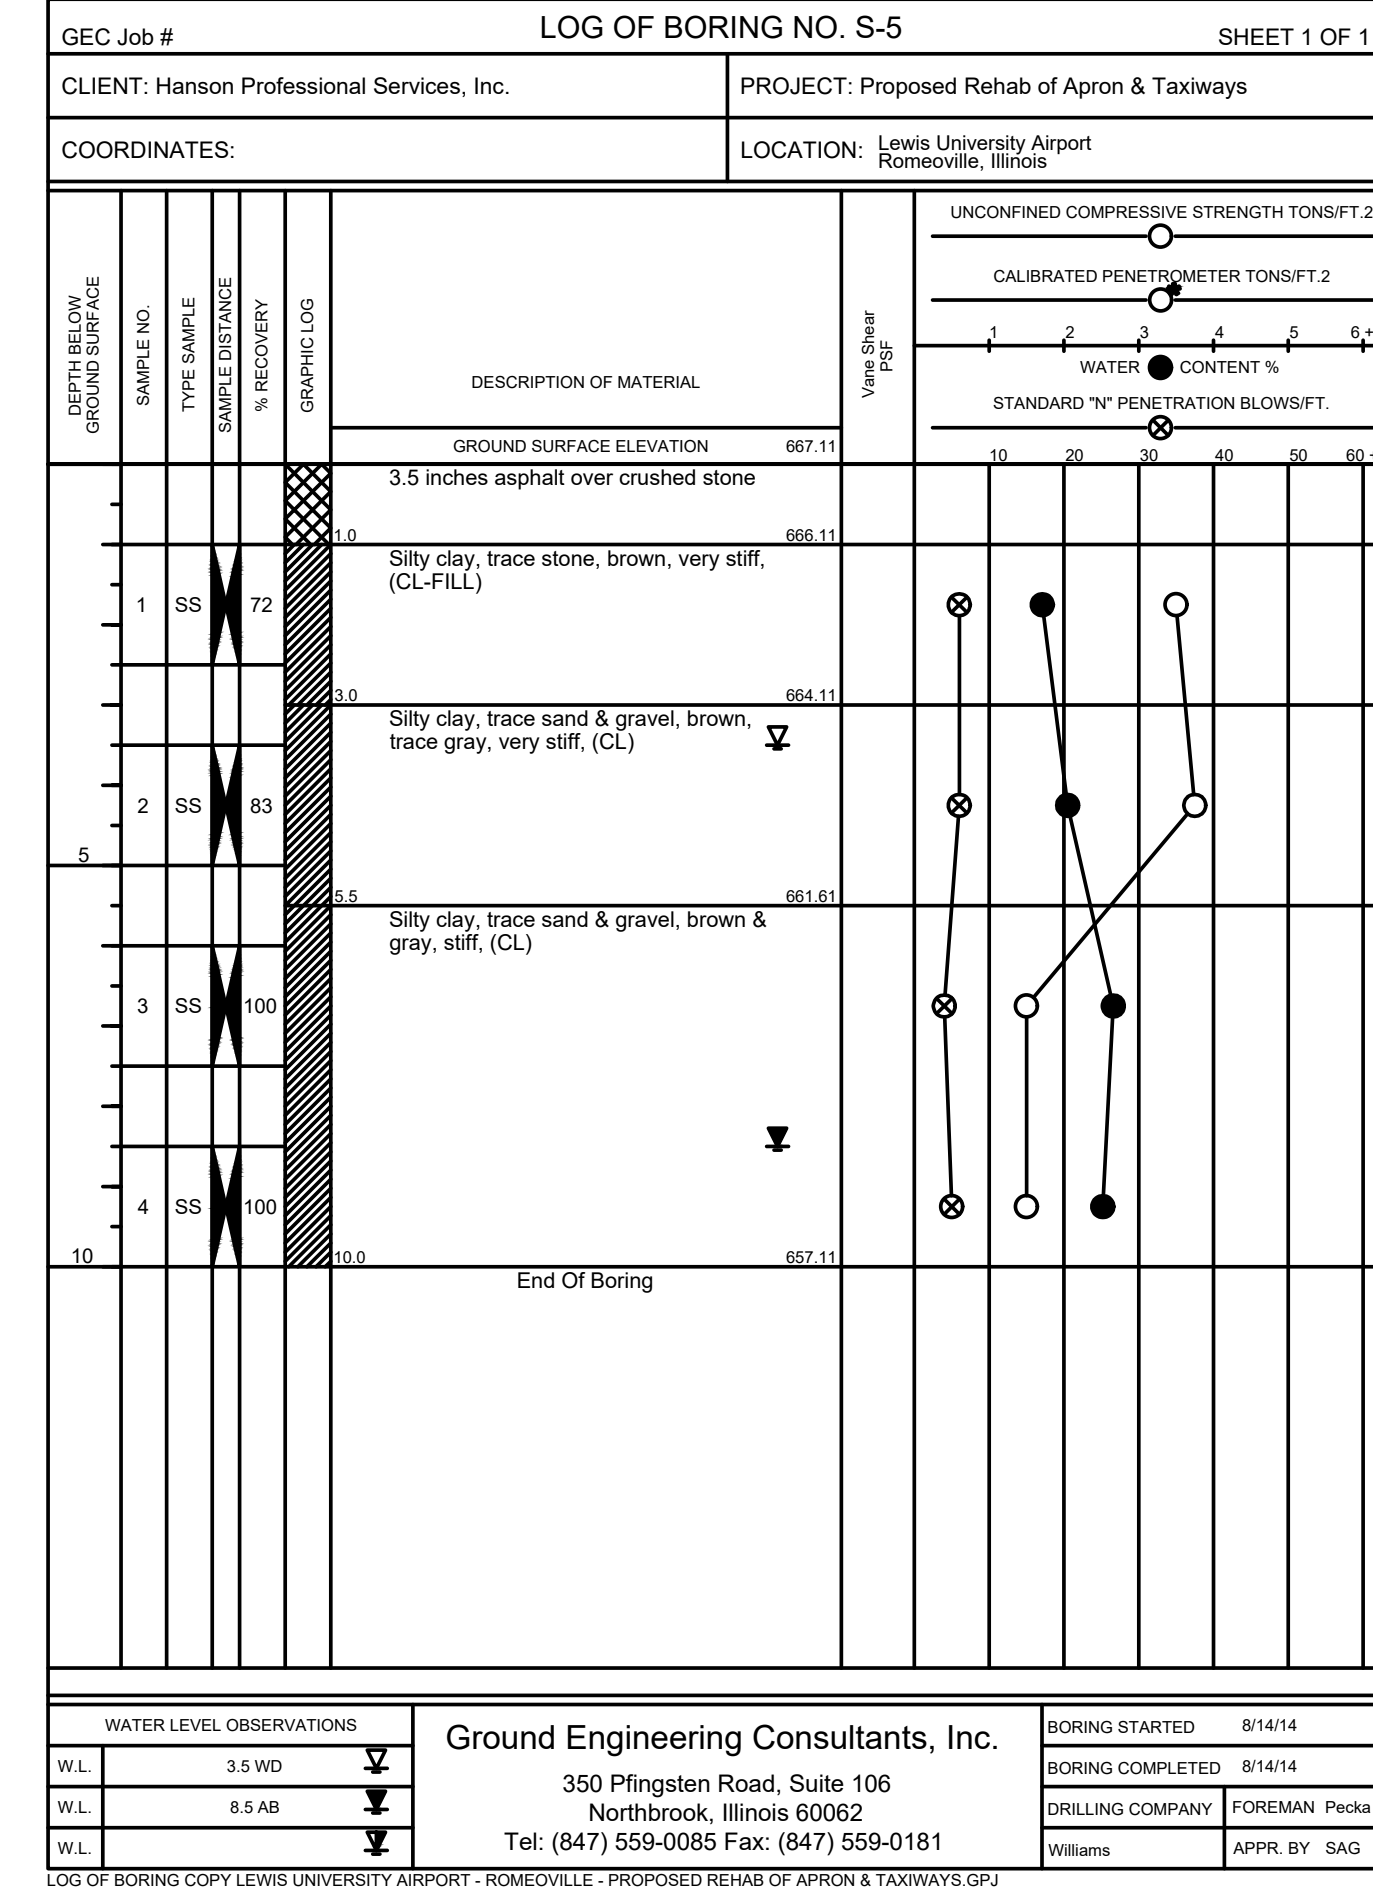 GEC Job #
LOG OF BORING NO. S-5
SHEET 1 OF 1
CLIENT: Hanson Professional Services, Inc.
PROJECT: Proposed Rehab of Apron & Taxiways
COORDINATES:
LOCATION: Lewis University Airport
Romeoville, Illinois
DEPTH BELOW
GROUND SURFACE
SAMPLE NO.
TYPE SAMPLE
SAMPLE DISTANCE
% RECOVERY
GRAPHIC LOG
DESCRIPTION OF MATERIAL
GROUND SURFACE ELEVATION 667.11
Vane Shear
PSF
UNCONFINED COMPRESSIVE STRENGTH TONS/FT.2
CALIBRATED PENETROMETER TONS/FT.2
1 2 3 4 5 6 +
WATER CONTENT %
STANDARD "N" PENETRATION BLOWS/FT.
10 20 30 40 50 60 +
3.5 inches asphalt over crushed stone
1.0 666.11
Silty clay, trace stone, brown, very stiff,
(CL-FILL)
1 SS 72
3.0 664.11
Silty clay, trace sand & gravel, brown,
trace gray, very stiff, (CL)
2 SS 83
5
5.5 661.61
Silty clay, trace sand & gravel, brown &
gray, stiff, (CL)
3 SS 100
4 SS 100
10
10.0 657.11
End Of Boring
WATER LEVEL OBSERVATIONS
W.L. 3.5 WD
W.L. 8.5 AB
W.L.
Ground Engineering Consultants, Inc.
350 Pfingsten Road, Suite 106
Northbrook, Illinois 60062
Tel: (847) 559-0085 Fax: (847) 559-0181
BORING STARTED 8/14/14
BORING COMPLETED 8/14/14
DRILLING COMPANY FOREMAN Pecka
Williams APPR. BY SAG
LOG OF BORING COPY LEWIS UNIVERSITY AIRPORT - ROMEOVILLE - PROPOSED REHAB OF APRON & TAXIWAYS.GPJ